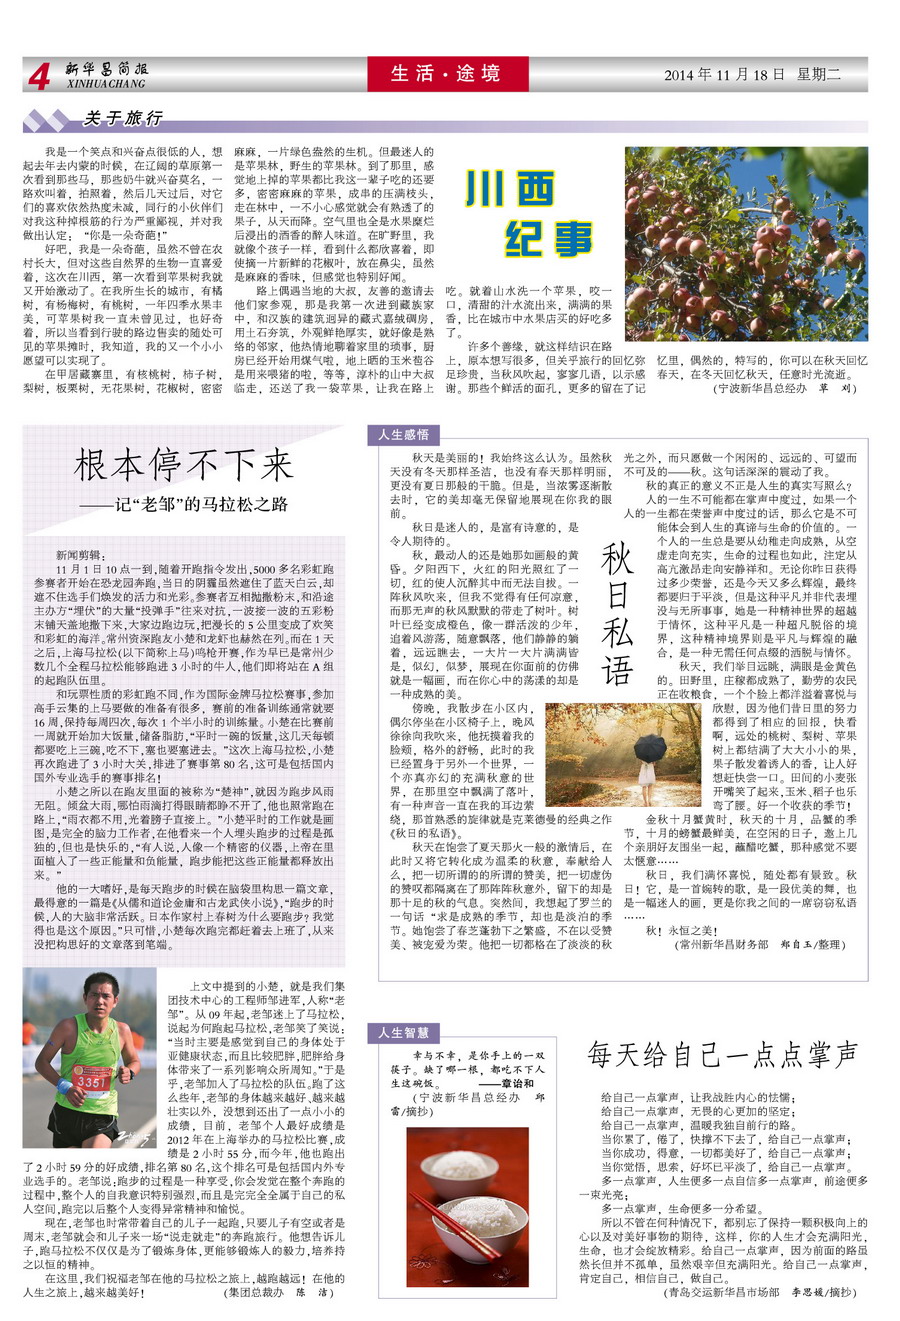 4 新华昌简报
XINHUACHANG
生活·途境
2014 年 11 月 18 日 星期二
关于旅行
川西
纪事
我是一个笑点和兴奋点很低的人，想
起去年去内蒙的时候，在辽阔的草原第一
次看到那些马，那些奶牛就兴奋莫名，一
路欢叫着，拍照着，然后几天过后，对它
们的喜欢依然热度未减，同行的小伙伴们
对我这种掉根筋的行为严重鄙视，并对我
做出认定：“你是一朵奇葩！”
好吧，我是一朵奇葩，虽然不曾在农
村长大，但对这些自然界的生物一直喜爱
着，这次在川西，第一次看到苹果树我就
又开始激动了。在我所生长的城市，有橘
树，有杨梅树，有桃树，一年四季水果丰
美，可苹果树我一直未曾见过，也好奇
着，所以当看到行驶的路边售卖的随处可
见的苹果摊时，我知道，我的又一个小小
愿望可以实现了。
在甲居藏寨里，有核桃树，柿子树，
梨树，板栗树，无花果树，花椒树，密密
麻麻，一片绿色盎然的生机。但最迷人的
是苹果林，野生的苹果林。到了那里，感
觉地上掉的苹果都比我这一辈子吃的还要
多，密密麻麻的苹果，成串的压满枝头，
走在林中，一不小心感觉就会有熟透了的
果子，从天而降。空气里也全是水果糜烂
后浸出的酒香的醉人味道。在旷野里，我
就像个孩子一样，看到什么都欣喜着，即
使摘一片新鲜的花椒叶，放在鼻尖，虽然
是麻麻的香味，但感觉也特别好闻。
路上偶遇当地的大叔，友善的邀请去
他们家参观，那是我第一次进到藏族家
中，和汉族的建筑迥异的藏式嘉绒碉房，
用土石夯筑，外观鲜艳厚实，就好像是熟
络的邻家，他热情地聊着家里的琐事，厨
房已经开始用煤气啦，地上晒的玉米苞谷
是用来喂猪的啦，等等，淳朴的山中大叔
临走，还送了我一袋苹果，让我在路上
吃。就着山水洗一个苹果，咬一
口，清甜的汁水流出来，满满的果
香，比在城市中水果店买的好吃多
了。
许多个善缘，就这样结识在路
上，原本想写很多，但关乎旅行的回忆弥
足珍贵，当秋风吹起，寥寥几语，以示感
谢。那些个鲜活的面孔，更多的留在了记
忆里，偶然的，特写的，你可以在秋天回忆
春天，在冬天回忆秋天，任意时光流逝。
（宁波新华昌总经办 草 刈）
根本停不下来
——记“老邹”的马拉松之路
新闻剪辑：
11 月 1 日 10 点一到，随着开跑指令发出，5000 多名彩虹跑
参赛者开始在恐龙园奔跑，当日的阴霾虽然遮住了蓝天白云，却
遮不住选手们焕发的活力和光彩。参赛者互相抛撒粉末，和沿途
主办方“埋伏”的大量“投弹手”往来对抗，一波接一波的五彩粉
末铺天盖地撒下来，大家边跑边玩，把漫长的 5 公里变成了欢笑
和彩虹的海洋。常州资深跑友小楚和龙虾也赫然在列。而在 1 天
之后，上海马拉松（以下简称上马）鸣枪开赛，作为早已是常州少
数几个全程马拉松能够跑进 3 小时的牛人，他们即将站在 A 组
的起跑队伍里。
和玩票性质的彩虹跑不同，作为国际金牌马拉松赛事，参加
高手云集的上马要做的准备有很多，赛前的准备训练通常就要
16 周，保持每周四次，每次 1 个半小时的训练量。小楚在比赛前
一周就开始加大饭量，储备脂肪，“平时一碗的饭量，这几天每顿
都要吃上三碗，吃不下，塞也要塞进去。”这次上海马拉松，小楚
再次跑进了 3 小时大关，排进了赛事第 80 名，这可是包括国内
国外专业选手的赛事排名！
小楚之所以在跑友里面的被称为“楚神”，就因为跑步风雨
无阻。倾盆大雨，哪怕雨滴打得眼睛都睁不开了，他也照常跑在
路上，“雨衣都不用，光着膀子直接上。”小楚平时的工作就是画
图，是完全的脑力工作者，在他看来一个人埋头跑步的过程是孤
独的，但也是快乐的，“有人说，人像一个精密的仪器，上帝在里
面植入了一些正能量和负能量，跑步能把这些正能量都释放出
来。”
他的一大嗜好，是每天跑步的时候在脑袋里构思一篇文章，
最得意的一篇是《从儒和道论金庸和古龙武侠小说》，“跑步的时
候，人的大脑非常活跃。日本作家村上春树为什么要跑步？我觉
得也是这个原因。”只可惜，小楚每次跑完都赶着去上班了，从来
没把构思好的文章落到笔端。
3351
上文中提到的小楚，就是我们集
团技术中心的工程师邹进军，人称“老
邹”。从 09 年起，老邹迷上了马拉松，
说起为何跑起马拉松，老邹笑了笑说：
“当时主要是感觉到自己的身体处于
亚健康状态，而且比较肥胖，肥胖给身
体带来了一系列影响众所周知。”于是
乎，老邹加入了马拉松的队伍。跑了这
么些年，老邹的身体越来越好、越来越
壮实以外，没想到还出了一点小小的
成绩，目前，老邹个人最好成绩是
2012 年在上海举办的马拉松比赛，成
绩是 2 小时 55 分，而今年，他也跑出
了 2 小时 59 分的好成绩，排名第 80 名，这个排名可是包括国内外专
业选手的。老邹说：跑步的过程是一种享受，你会发觉在整个奔跑的
过程中，整个人的自我意识特别强烈，而且是完完全全属于自己的私
人空间，跑完以后整个人变得异常精神和愉悦。
现在，老邹也时常带着自己的儿子一起跑，只要儿子有空或者是
周末，老邹就会和儿子来一场“说走就走”的奔跑旅行。他想告诉儿
子，跑马拉松不仅仅是为了锻炼身体，更能够锻炼人的毅力，培养持
之以恒的精神。
在这里，我们祝福老邹在他的马拉松之旅上，越跑越远！在他的
人生之旅上，越来越美好！ （集团总裁办 陈 洁）
人生感悟
秋日私语
秋天是美丽的！我始终这么认为。虽然秋
天没有冬天那样圣洁，也没有春天那样明丽，
更没有夏日那般的干脆。但是，当浓雾逐渐散
去时，它的美却毫无保留地展现在你我的眼
前。
秋日是迷人的，是富有诗意的，是
令人期待的。
秋，最动人的还是她那如画般的黄
昏。夕阳西下，火红的阳光照红了一
切，红的使人沉醉其中而无法自拔。一
阵秋风吹来，但我不觉得有任何凉意，
而那无声的秋风默默的带走了树叶。树
叶已经变成橙色，像一群活泼的少年，
追着风游荡，随意飘落，他们静静的躺
着，远远瞧去，一大片一大片满满皆
是，似幻，似梦，展现在你面前的仿佛
就是一幅画，而在你心中的荡漾的却是
一种成熟的美。
傍晚，我散步在小区内，
偶尔停坐在小区椅子上，晚风
徐徐向我吹来，他抚摸着我的
脸颊，格外的舒畅，此时的我
已经置身于另外一个世界，一
个亦真亦幻的充满秋意的世
界，在那里空中飘满了落叶，
有一种声音一直在我的耳边萦
绕，那首熟悉的旋律就是克莱德曼的经典之作
《秋日的私语》。
秋天在饱尝了夏天那火一般的激情后，在
此时又将它转化成为温柔的秋意，奉献给人
么，把一切所谓的的所谓的赞美，把一切虚伪
的赞叹都隔离在了那阵阵秋意外，留下的却是
那十足的秋的气息。突然间，我想起了罗兰的
一句话“求是成熟的季节，却也是淡泊的季
节。她饱尝了春芝蓬勃下之繁盛，不在以受赞
美、被宠爱为荣。他把一切都格在了淡淡的秋
光之外，而只愿做一个闲闲的、远远的、可望而
不可及的——秋。这句话深深的震动了我。
秋的真正的意义不正是人生的真实写照么？
人的一生不可能都在掌声中度过，如果一个
人的一生都在荣誉声中度过的话，那么它是不可
能体会到人生的真谛与生命的价值的。一
个人的一生总是要从幼稚走向成熟，从空
虚走向充实，生命的过程也如此，注定从
高亢激昂走向安静祥和。无论你昨日获得
过多少荣誉，还是今天又多么辉煌，最终
都要归于平淡，但是这种平凡并非代表埋
没与无所事事，她是一种精神世界的超越
于情怀，这种平凡是一种超凡脱俗的境
界，这种精神境界则是平凡与辉煌的融
合，是一种无需任何点缀的洒脱与情怀。
秋天，我们举目远眺，满眼是金黄色
的。田野里，庄稼都成熟了，勤劳的农民
正在收粮食，一个个脸上都洋溢着喜悦与
欣慰，因为他们昔日里的努力
都得到了相应的回报，快看
啊，远处的桃树、梨树、苹果
树上都结满了大大小小的果，
果子散发着诱人的香，让人好
想赶快尝一口。田间的小麦张
开嘴笑了起来，玉米、稻子也乐
弯了腰。好一个收获的季节！
金秋十月蟹黄时，秋天的十月，品蟹的季
节，十月的螃蟹最鲜美，在空闲的日子，邀上几
个亲朋好友围坐一起，蘸醋吃蟹，那种感觉不要
太惬意……
秋日，我们满怀喜悦，随处都有景致。秋
日！它，是一首婉转的歌，是一段优美的舞，也
是一幅迷人的画，更是你我之间的一席窃窃私语
……
秋！永恒之美！
（常州新华昌财务部 郑自玉/整理）
人生智慧
幸与不幸，是你手上的一双
筷子。缺了哪一根，都吃不下人
生这碗饭。 ——章诒和
（宁波新华昌总经办 邱
雷/摘抄）
每天给自己一点点掌声
给自己一点掌声，让我战胜内心的怯懦；
给自己一点掌声，无畏的心更加的坚定；
给自己一点掌声，温暖我独自前行的路。
当你累了，倦了，快撑不下去了，给自己一点掌声；
当你成功，得意，一切都美好了，给自己一点掌声；
当你觉悟，思索，好坏已平淡了，给自己一点掌声。
多一点掌声，人生便多一点自信多一点掌声，前途便多
一束光亮；
多一点掌声，生命便多一分希望。
所以不管在何种情况下，都别忘了保持一颗积极向上的
心以及对美好事物的期待，这样，你的人生才会充满阳光，
生命，也才会绽放精彩。给自己一点掌声，因为前面的路虽
然长但并不孤单，虽然艰辛但充满阳光。给自己一点掌声，
肯定自己，相信自己，做自己。
（青岛交运新华昌市场部 李思媛/摘抄）